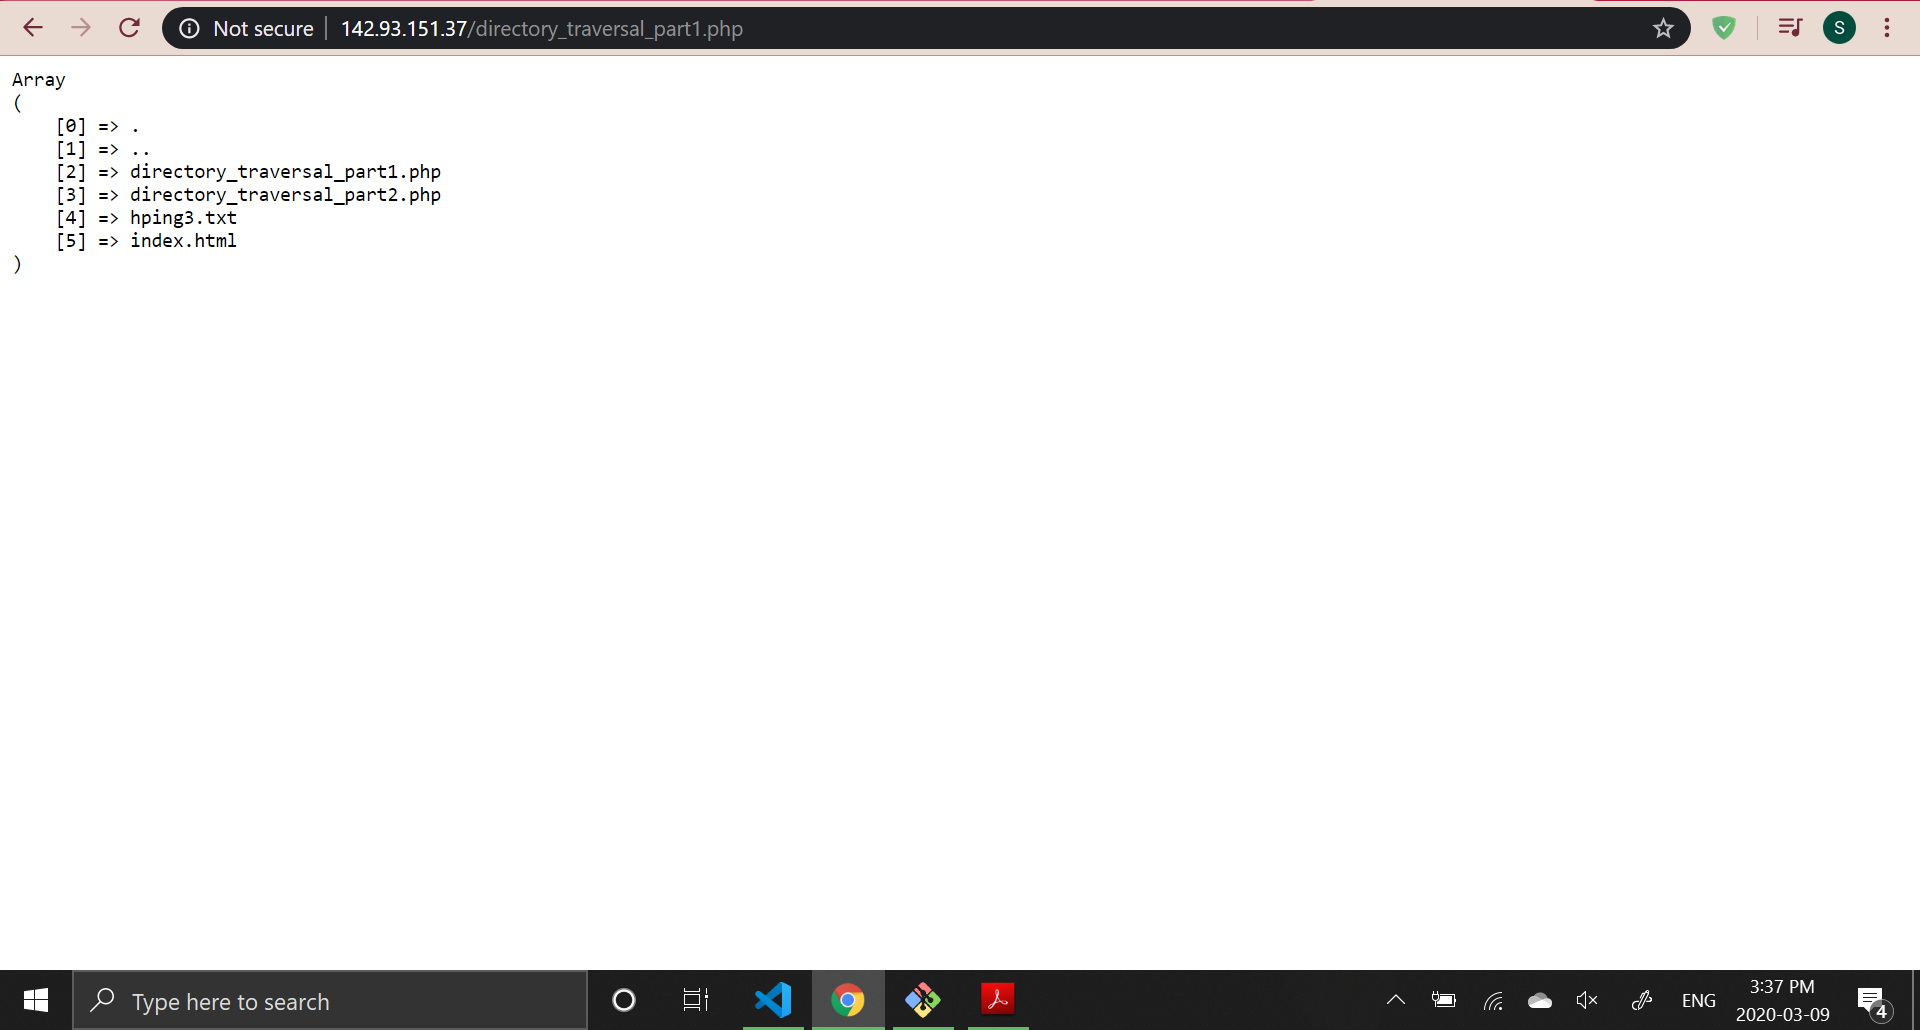 Not secure | 142.93.151.37/directory_traversal_part1.php
S
Array
(
    [0] => .
    [1] => ..
    [2] => directory_traversal_part1.php
    [3] => directory_traversal_part2.php
    [4] => hping3.txt
    [5] => index.html
)
Type here to search
ENG
3:37 PM
2020-03-09
4